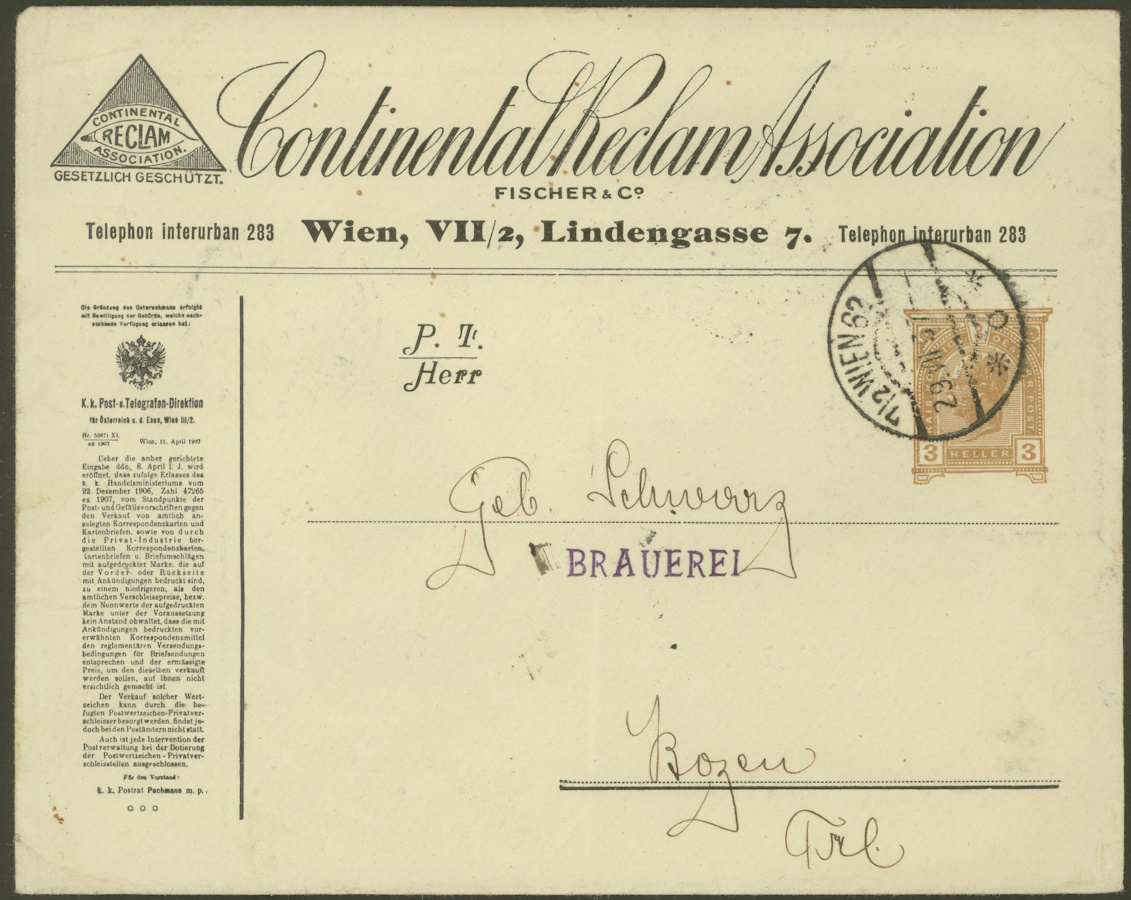 CONTINENTAL
RECLAM
ASSOCIATION.
GESETZLICH GESCHÜTZT.
Continental Reclam Association
FISCHER & Cº
Telephon interurban 283
Wien, VII/2, Lindengasse 7.
Telephon interurban 283
Die Gründung des Unternehmens erfolgte
mit Bewilligung der Behörde, welche nach-
stehende Verfügung erlassen hat:
K. k. Post- u. Telegrafen-Direktion
für Österreich u. d. Enns, Wien III/2.
Nr. 50871 XI.
ex 1907
Wien, 11. April 1907
Ueber die anher gerichtete
Eingabe ddo. 8. April l. J. wird
eröffnet, dass zufolge Erlasses des
k. k. Handelsministeriums vom
22. Dezember 1906, Zahl 47265
ex 1907, vom Standpunkte der
Post- und Gefällsvorschriften gegen
den Verkauf von amtlich an-
gelegten Korrespondenzkarten und
Kartenbriefen, sowie von durch
die Privat-Industrie her-
gestellten Korrespondenzkarten,
Kartenbriefen u. Briefumschlägen
mit aufgedruckter Marke, die auf
der Vorder- oder Rückseite
mit Ankündigungen bedruckt sind,
zu einem niedrigeren, als den
amtlichen Verschleisspreise, bezw.
dem Nennwerte der aufgedruckten
Marke unter der Voraussetzung
kein Anstand obwaltet, dass die mit
Ankündigungen bedruckten vor-
erwähnten Korrespondenzmittel
den reglementären Versendungs-
bedingungen für Briefsendungen
entsprechen und der ermässigte
Preis, um den dieselben verkauft
werden sollen, auf ihnen nicht
ersichtlich gemacht ist.
Der Verkauf solcher Wert-
zeichen kann durch die be-
fugten Postwertzeichen-Privatver-
schleisser besorgt werden, findet je-
doch bei den Postämtern nicht statt.
Auch ist jede Intervention der
Postverwaltung bei der Dotierung
der Postwertzeichen-Privatver-
schleisstellen ausgeschlossen.
Für den Vorstand:
k. k. Postrat Pachmann m. p.
P. T.
Herr
7/2 WIEN 62
3 HELLER 3
Geb. Schwarz
BRAUEREI
Bozen
Trl.